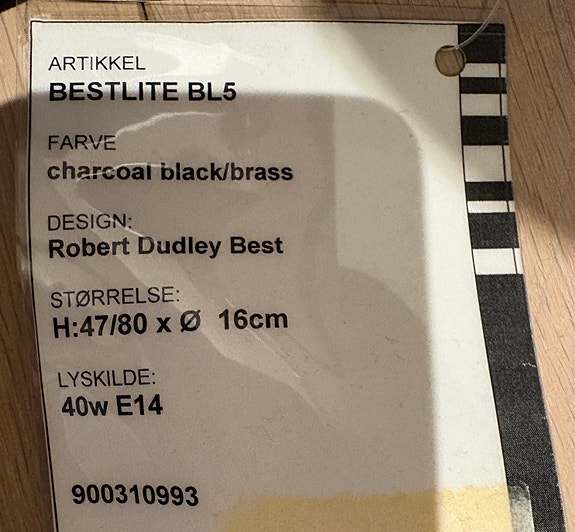 ARTIKKEL
BESTLITE BL5
FARVE
charcoal black/brass
DESIGN:
Robert Dudley Best
STØRRELSE:
H:47/80 x Ø 16cm
LYSKILDE:
40w E14
900310993